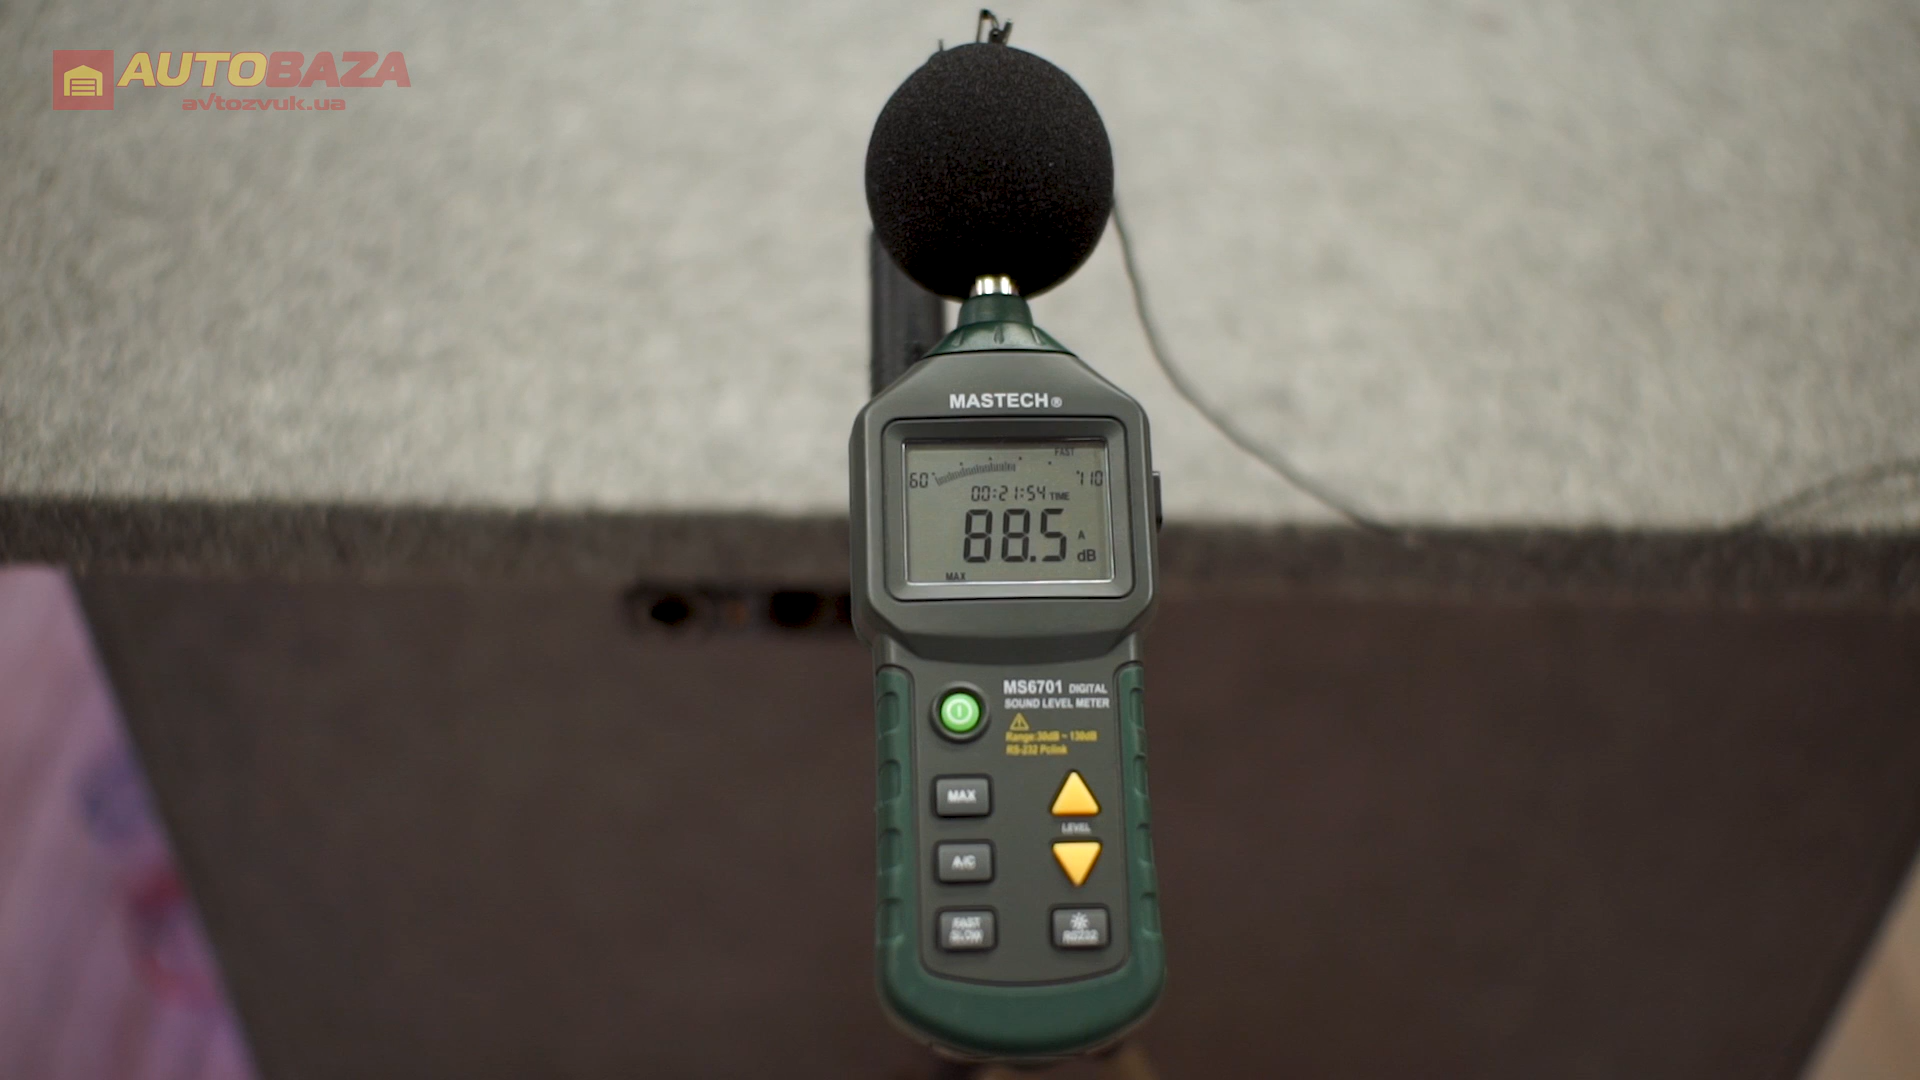 AUTOBAZA
avtozvuk.ua
MASTECH®
FAST
60 110
00:21:54 TIME
88.5 A dB
MAX
MS6701 DIGITAL
SOUND LEVEL METER
Range:30dB ~ 130dB
RS-232 Pclink
MAX
LEVEL
A/C
FAST
SLOW
RS232